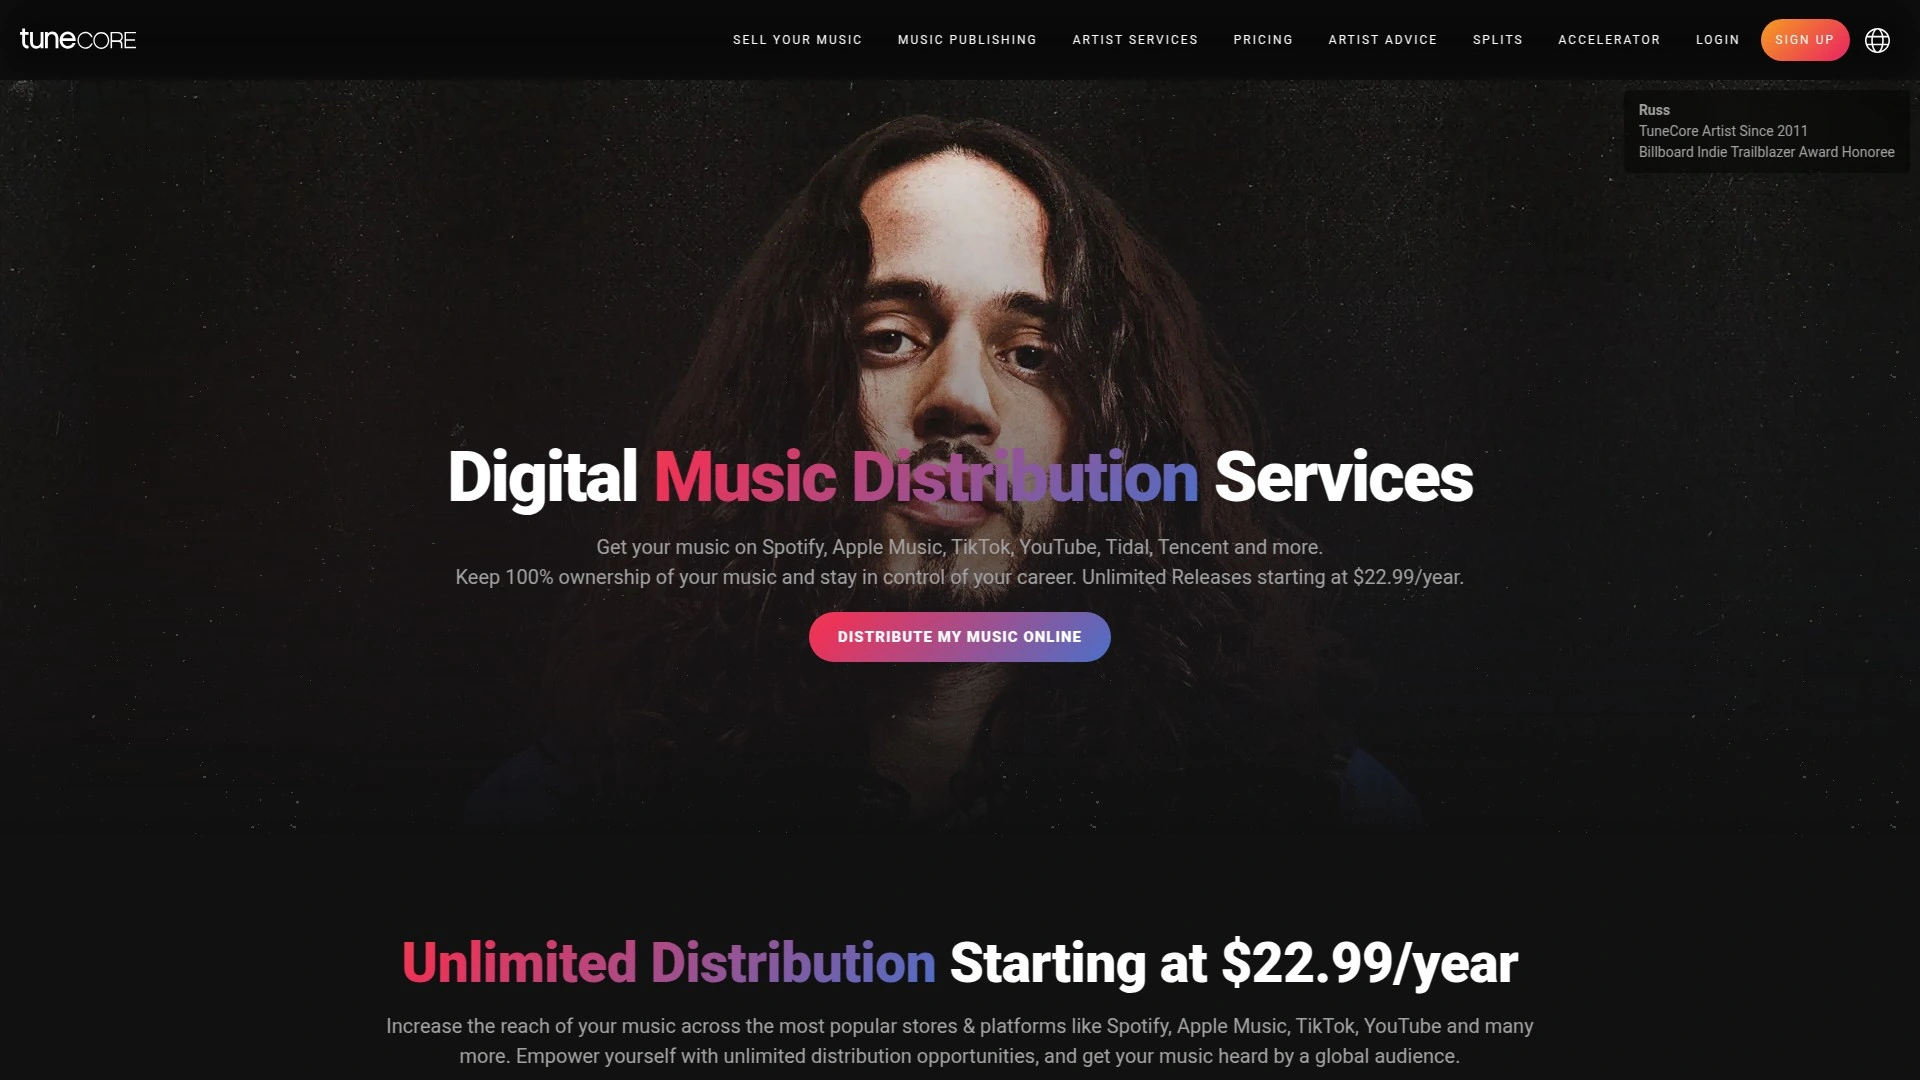 tuneCORE
SELL YOUR MUSIC
MUSIC PUBLISHING
ARTIST SERVICES
PRICING
ARTIST ADVICE
SPLITS
ACCELERATOR
LOGIN
SIGN UP
Russ
TuneCore Artist Since 2011
Billboard Indie Trailblazer Award Honoree
Digital Music Distribution Services
Get your music on Spotify, Apple Music, TikTok, YouTube, Tidal, Tencent and more.
Keep 100% ownership of your music and stay in control of your career. Unlimited Releases starting at $22.99/year.
DISTRIBUTE MY MUSIC ONLINE
Unlimited Distribution Starting at $22.99/year
Increase the reach of your music across the most popular stores & platforms like Spotify, Apple Music, TikTok, YouTube and many
more. Empower yourself with unlimited distribution opportunities, and get your music heard by a global audience.